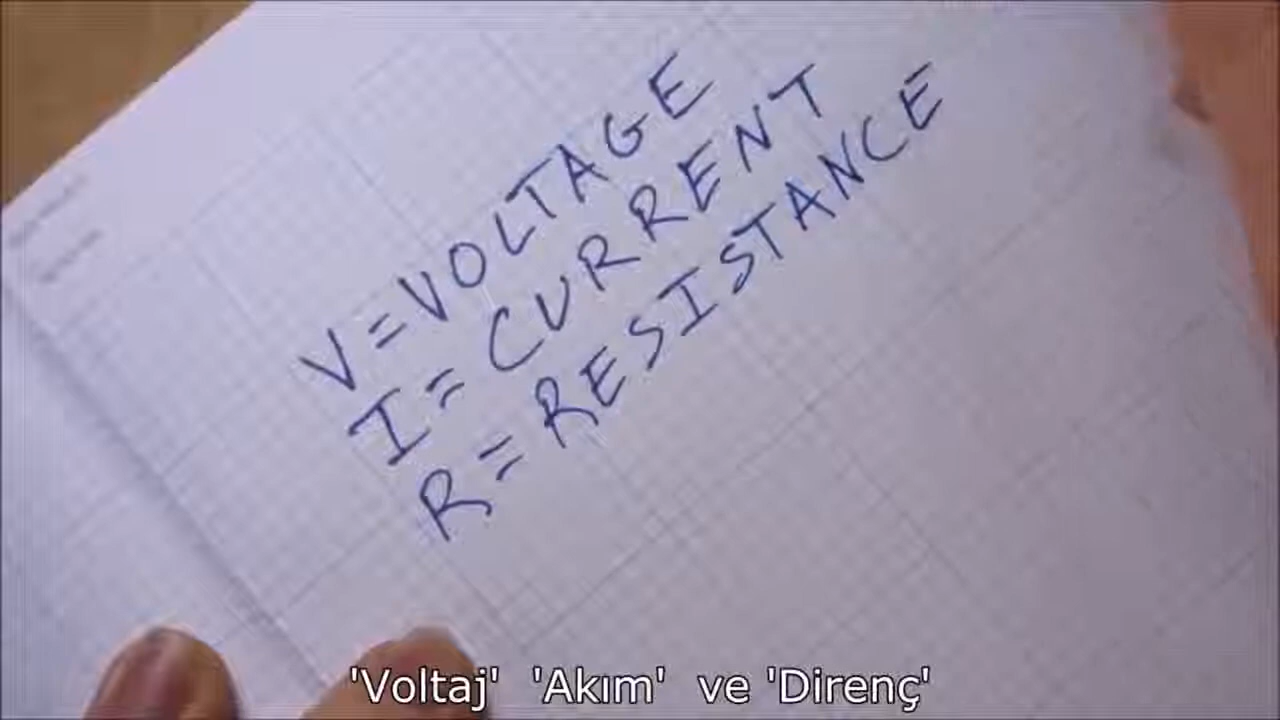 V=VOLTAGE
I=CURRENT
R=RESISTANCE
'Voltaj' 'Akım' ve 'Direnç'